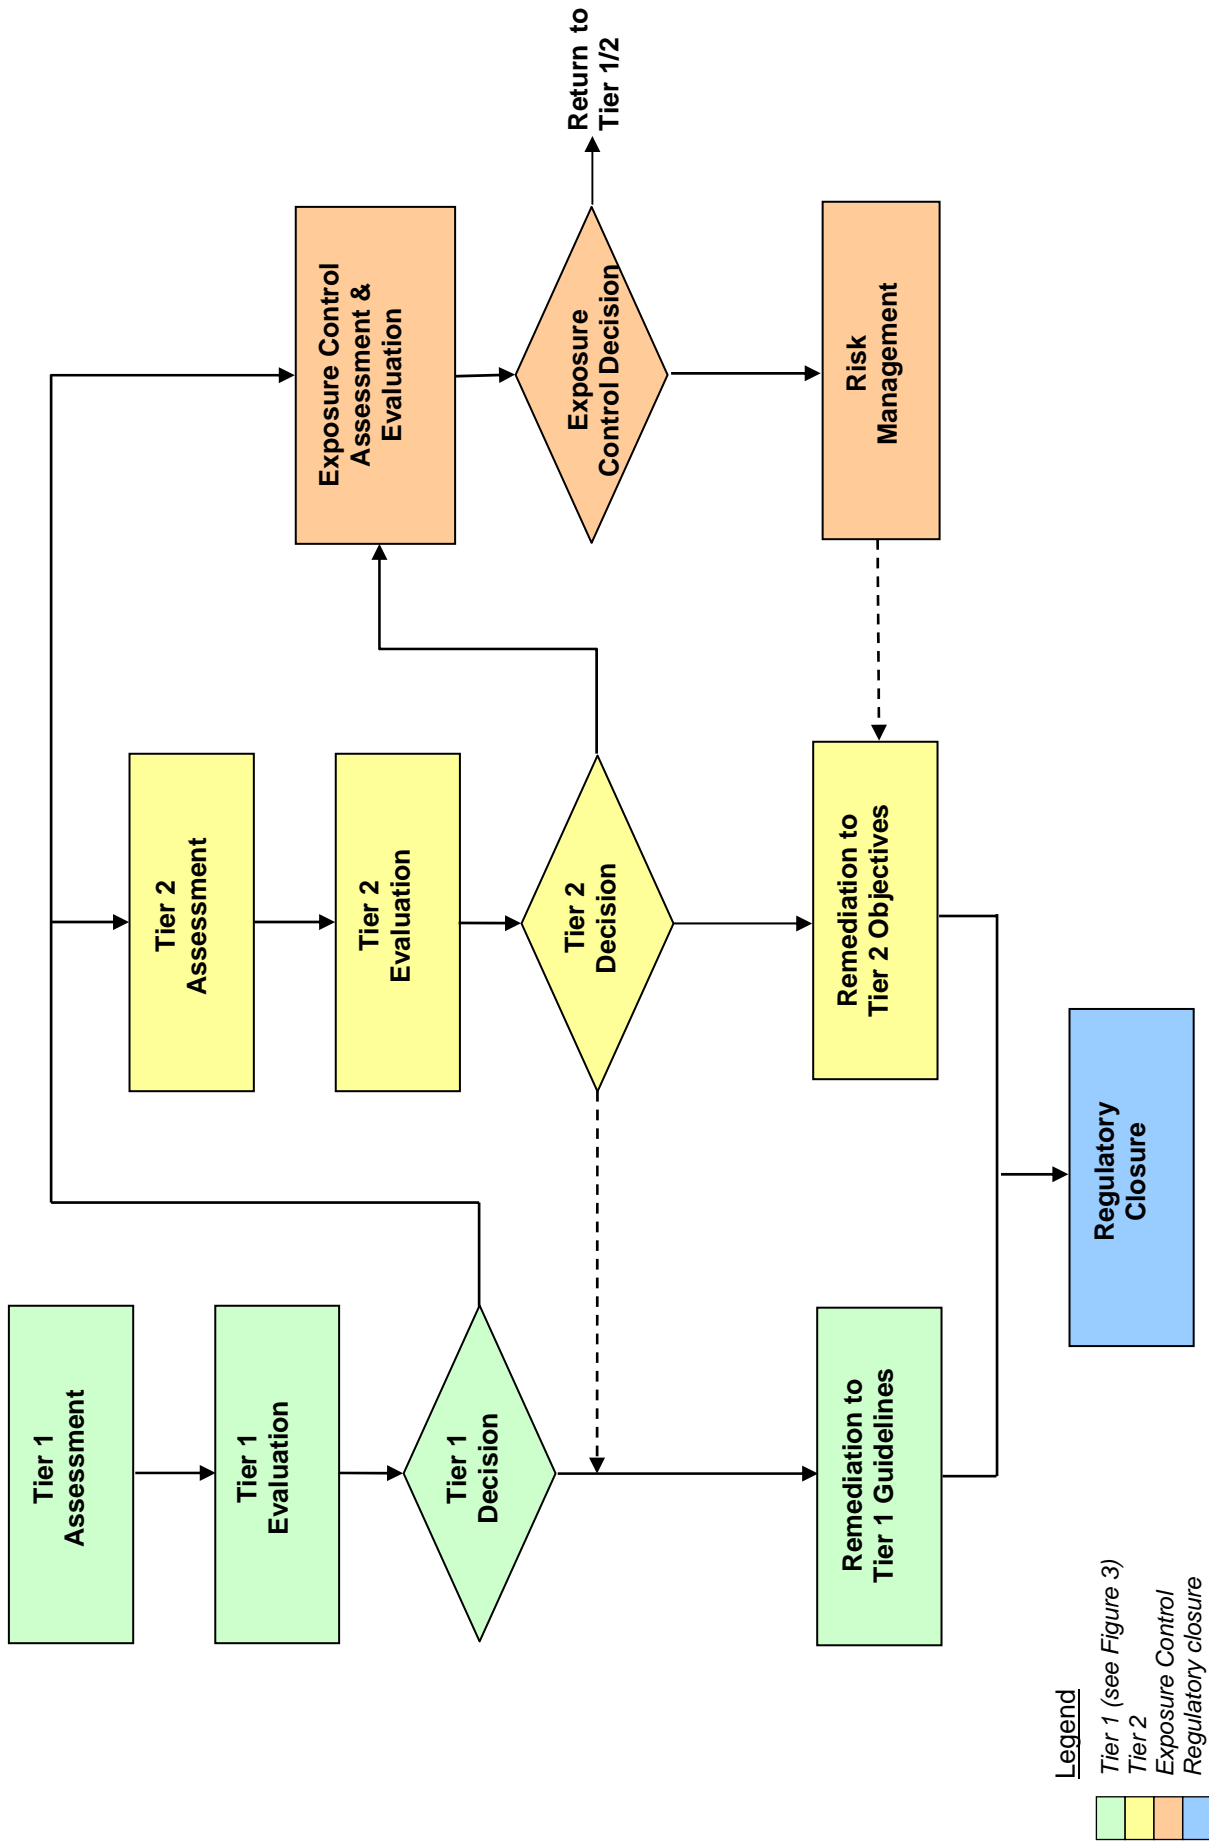 Tier 1
Assessment
Tier 1
Evaluation
Tier 1
Decision
Remediation to
Tier 1 Guidelines
Tier 2
Assessment
Tier 2
Evaluation
Tier 2
Decision
Remediation to
Tier 2 Objectives
Exposure Control
Assessment &
Evaluation
Exposure
Control Decision
Return to
Tier 1/2
Risk
Management
Regulatory
Closure
Legend
Tier 1 (see Figure 3)
Tier 2
Exposure Control
Regulatory closure